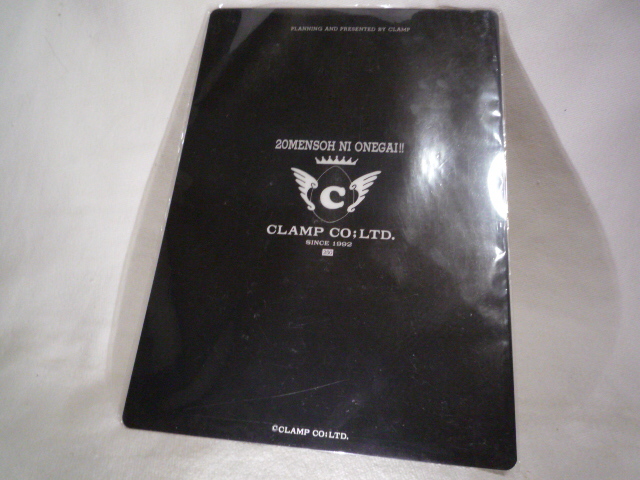 PLANNING AND PRESENTED BY CLAMP
20MENSOH NI ONEGAI!!
C
CLAMP CO;LTD.
SINCE 1992
©CLAMP CO;LTD.